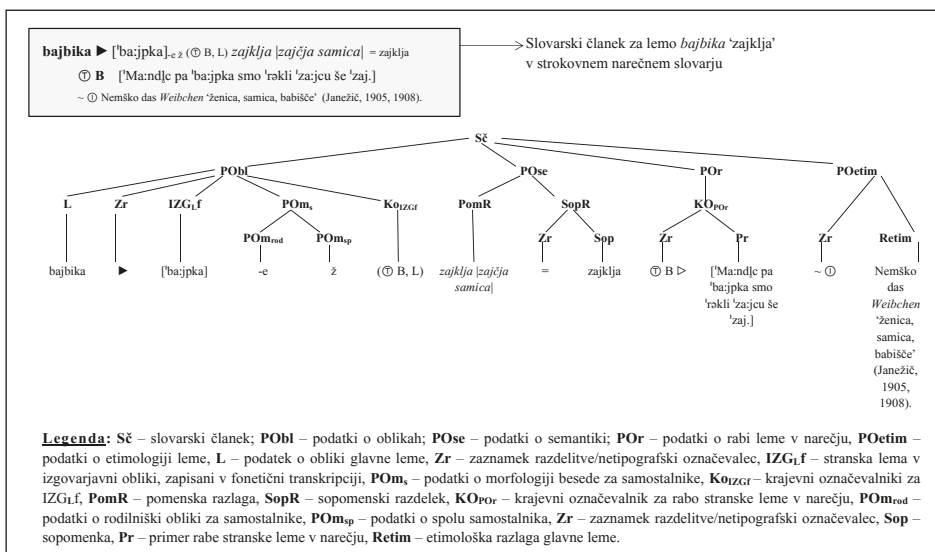 bajbika ► [ˈba:jpka]-e ž (Ⓣ B, L) zajklja |zajčja samica| = zajklja
Ⓣ B [ˈMa:ndl̥c pa ˈba:jpka smo ˈrəkli ˈza:jcu še ˈzaj.]
~ Ⓘ Nemško das Weibchen ‘ženica, samica, babišče’ (Janežič, 1905, 1908).
Slovarski članek za lemo bajbika ‘zajklja’
v strokovnem narečnem slovarju
Sč
PObl POse POr POetim
L Zr IZGLf POms KoIZGf PomR SopR KOPOr
POmrod POmsp Zr Sop Zr Pr Zr Retim
bajbika ► [ˈba:jpka] -e ž (Ⓣ B, L) zajklja |zajčja = zajklja Ⓣ B ▷ [ˈMa:ndl̥c pa ~ Ⓘ Nemško
samica| ˈba:jpka smo das
ˈrəkli ˈza:jcu še Weibchen
ˈzaj.] ‘ženica,
samica,
babišče’
(Janežič,
1905,
1908).
Legenda: Sč – slovarski članek; PObl – podatki o oblikah; POse – podatki o semantiki; POr – podatki o rabi leme v narečju, POetim –
podatki o etimologiji leme, L – podatek o obliki glavne leme, Zr – zaznamek razdelitve/netipografski označevalec, IZGLf – stranska lema v
izgovarjavni obliki, zapisani v fonetični transkripciji, POms – podatki o morfologiji besede za samostalnike, KoIZGf – krajevni označevalniki za
IZGLf, PomR – pomenska razlaga, SopR – sopomenski razdelek, KOPOr – krajevni označevalnik za rabo stranske leme v narečju, POmrod –
podatki o rodilniški obliki za samostalnike, POmsp – podatki o spolu samostalnika, Zr – zaznamek razdelitve/netipografski označevalec, Sop –
sopomenka, Pr – primer rabe stranske leme v narečju, Retim – etimološka razlaga glavne leme.